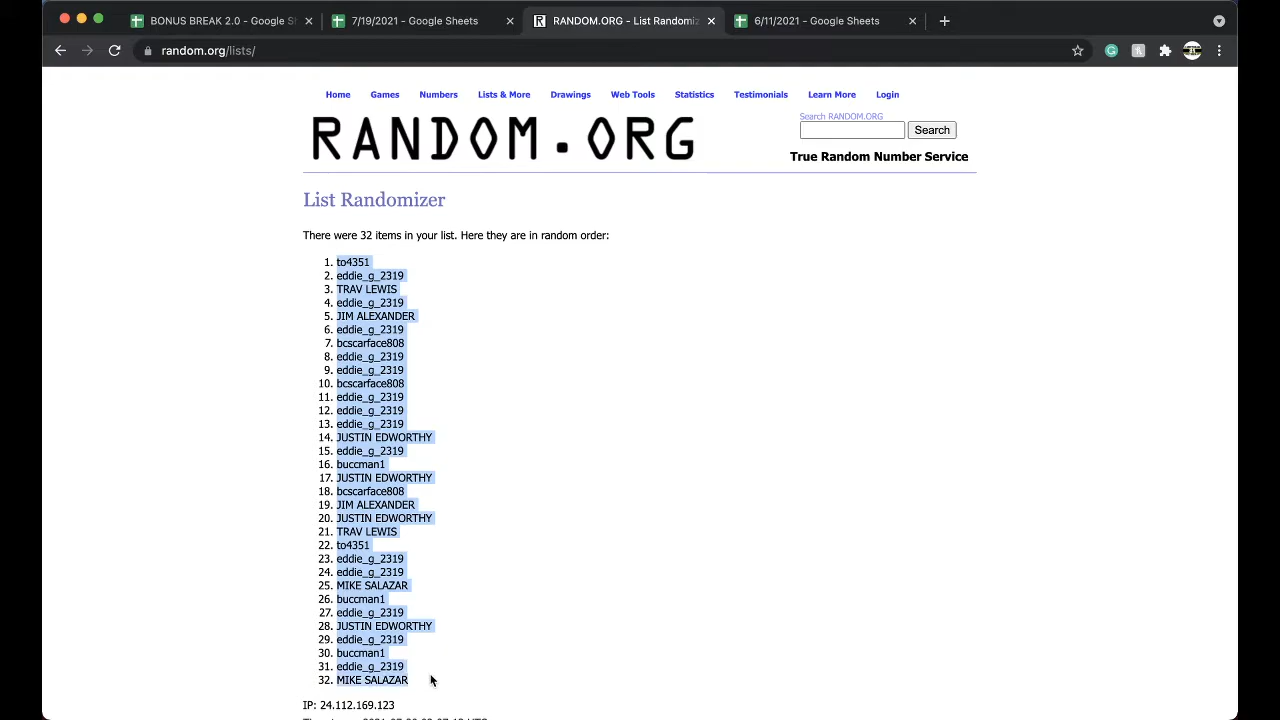 BONUS BREAK 2.0 - Google Sh
7/19/2021 - Google Sheets
RANDOM.ORG - List Randomiz
6/11/2021 - Google Sheets
random.org/lists/
Home Games Numbers Lists & More Drawings Web Tools Statistics Testimonials Learn More Login
RANDOM.ORG
Search RANDOM.ORG
Search
True Random Number Service
List Randomizer
There were 32 items in your list. Here they are in random order:
1. to4351
2. eddie_g_2319
3. TRAV LEWIS
4. eddie_g_2319
5. JIM ALEXANDER
6. eddie_g_2319
7. bcscarface808
8. eddie_g_2319
9. eddie_g_2319
10. bcscarface808
11. eddie_g_2319
12. eddie_g_2319
13. eddie_g_2319
14. JUSTIN EDWORTHY
15. eddie_g_2319
16. buccman1
17. JUSTIN EDWORTHY
18. bcscarface808
19. JIM ALEXANDER
20. JUSTIN EDWORTHY
21. TRAV LEWIS
22. to4351
23. eddie_g_2319
24. eddie_g_2319
25. MIKE SALAZAR
26. buccman1
27. eddie_g_2319
28. JUSTIN EDWORTHY
29. eddie_g_2319
30. buccman1
31. eddie_g_2319
32. MIKE SALAZAR
IP: 24.112.169.123